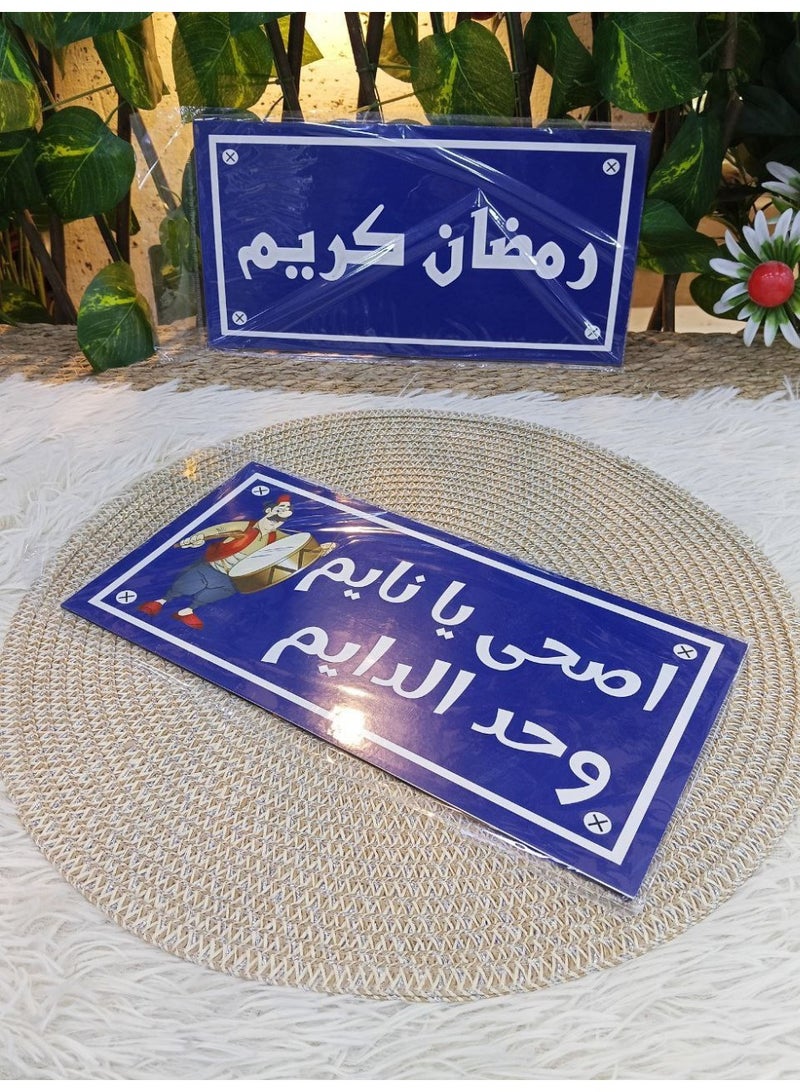 رمضان كريم
اصحى يا نايم
وحد الدايم